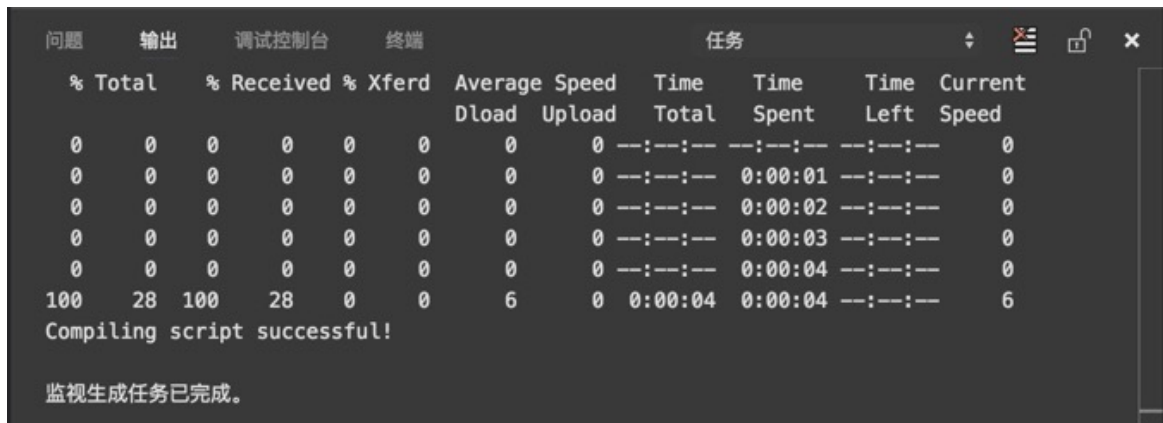 问题 输出 调试控制台 终端 任务
% Total % Received % Xferd Average Speed Time Time Time Current
Dload Upload Total Spent Left Speed
0 0 0 0 0 0 0 0 --:--:-- --:--:-- --:--:-- 0
0 0 0 0 0 0 0 0 --:--:-- 0:00:01 --:--:-- 0
0 0 0 0 0 0 0 0 --:--:-- 0:00:02 --:--:-- 0
0 0 0 0 0 0 0 0 --:--:-- 0:00:03 --:--:-- 0
0 0 0 0 0 0 0 0 --:--:-- 0:00:04 --:--:-- 0
100 28 100 28 0 0 6 0 0:00:04 0:00:04 --:--:-- 6
Compiling script successful!
监视生成任务已完成。